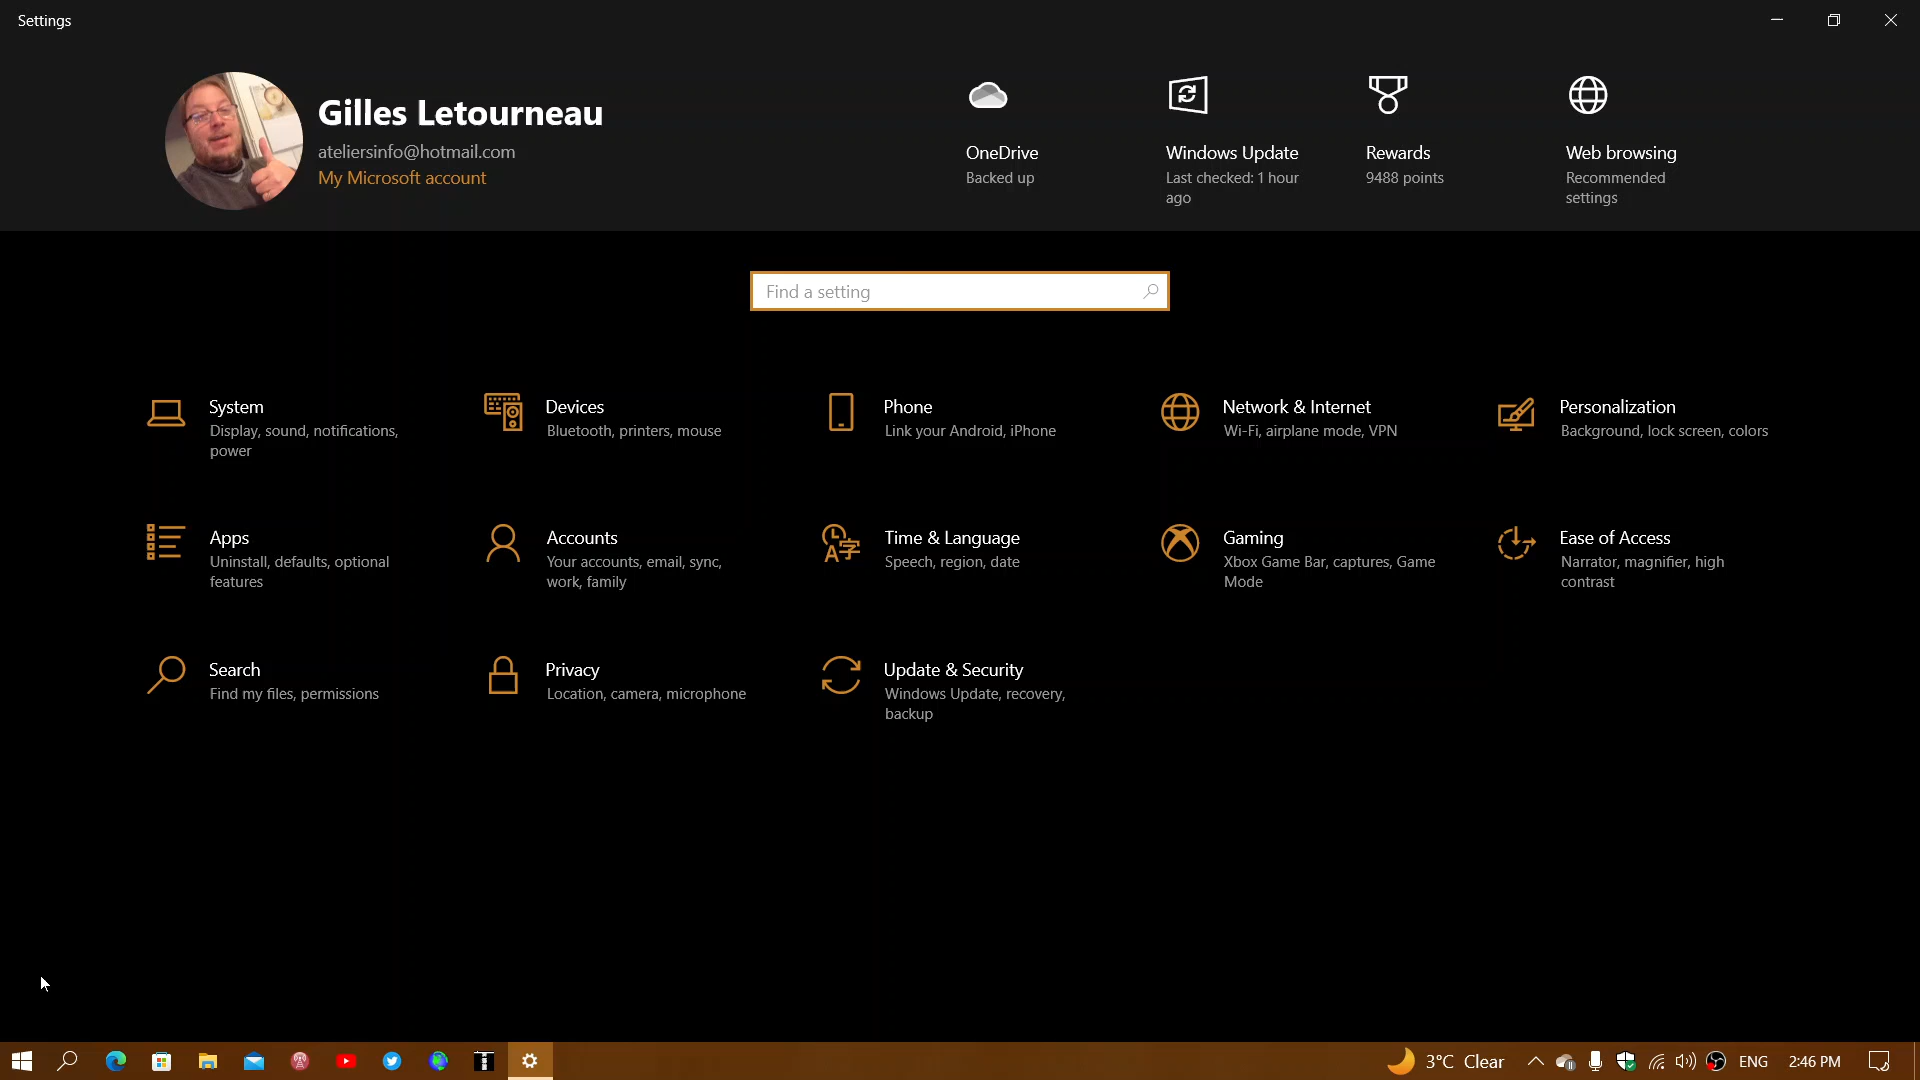 Settings
Gilles Letourneau
ateliersinfo@hotmail.com
My Microsoft account
OneDrive
Backed up
Windows Update
Last checked: 1 hour
ago
Rewards
9488 points
Web browsing
Recommended
settings
Find a setting
System
Display, sound, notifications,
power
Devices
Bluetooth, printers, mouse
Phone
Link your Android, iPhone
Network & Internet
Wi-Fi, airplane mode, VPN
Personalization
Background, lock screen, colors
Apps
Uninstall, defaults, optional
features
Accounts
Your accounts, email, sync,
work, family
Time & Language
Speech, region, date
Gaming
Xbox Game Bar, captures, Game
Mode
Ease of Access
Narrator, magnifier, high
contrast
Search
Find my files, permissions
Privacy
Location, camera, microphone
Update & Security
Windows Update, recovery,
backup
3°C Clear
ENG
2:46 PM